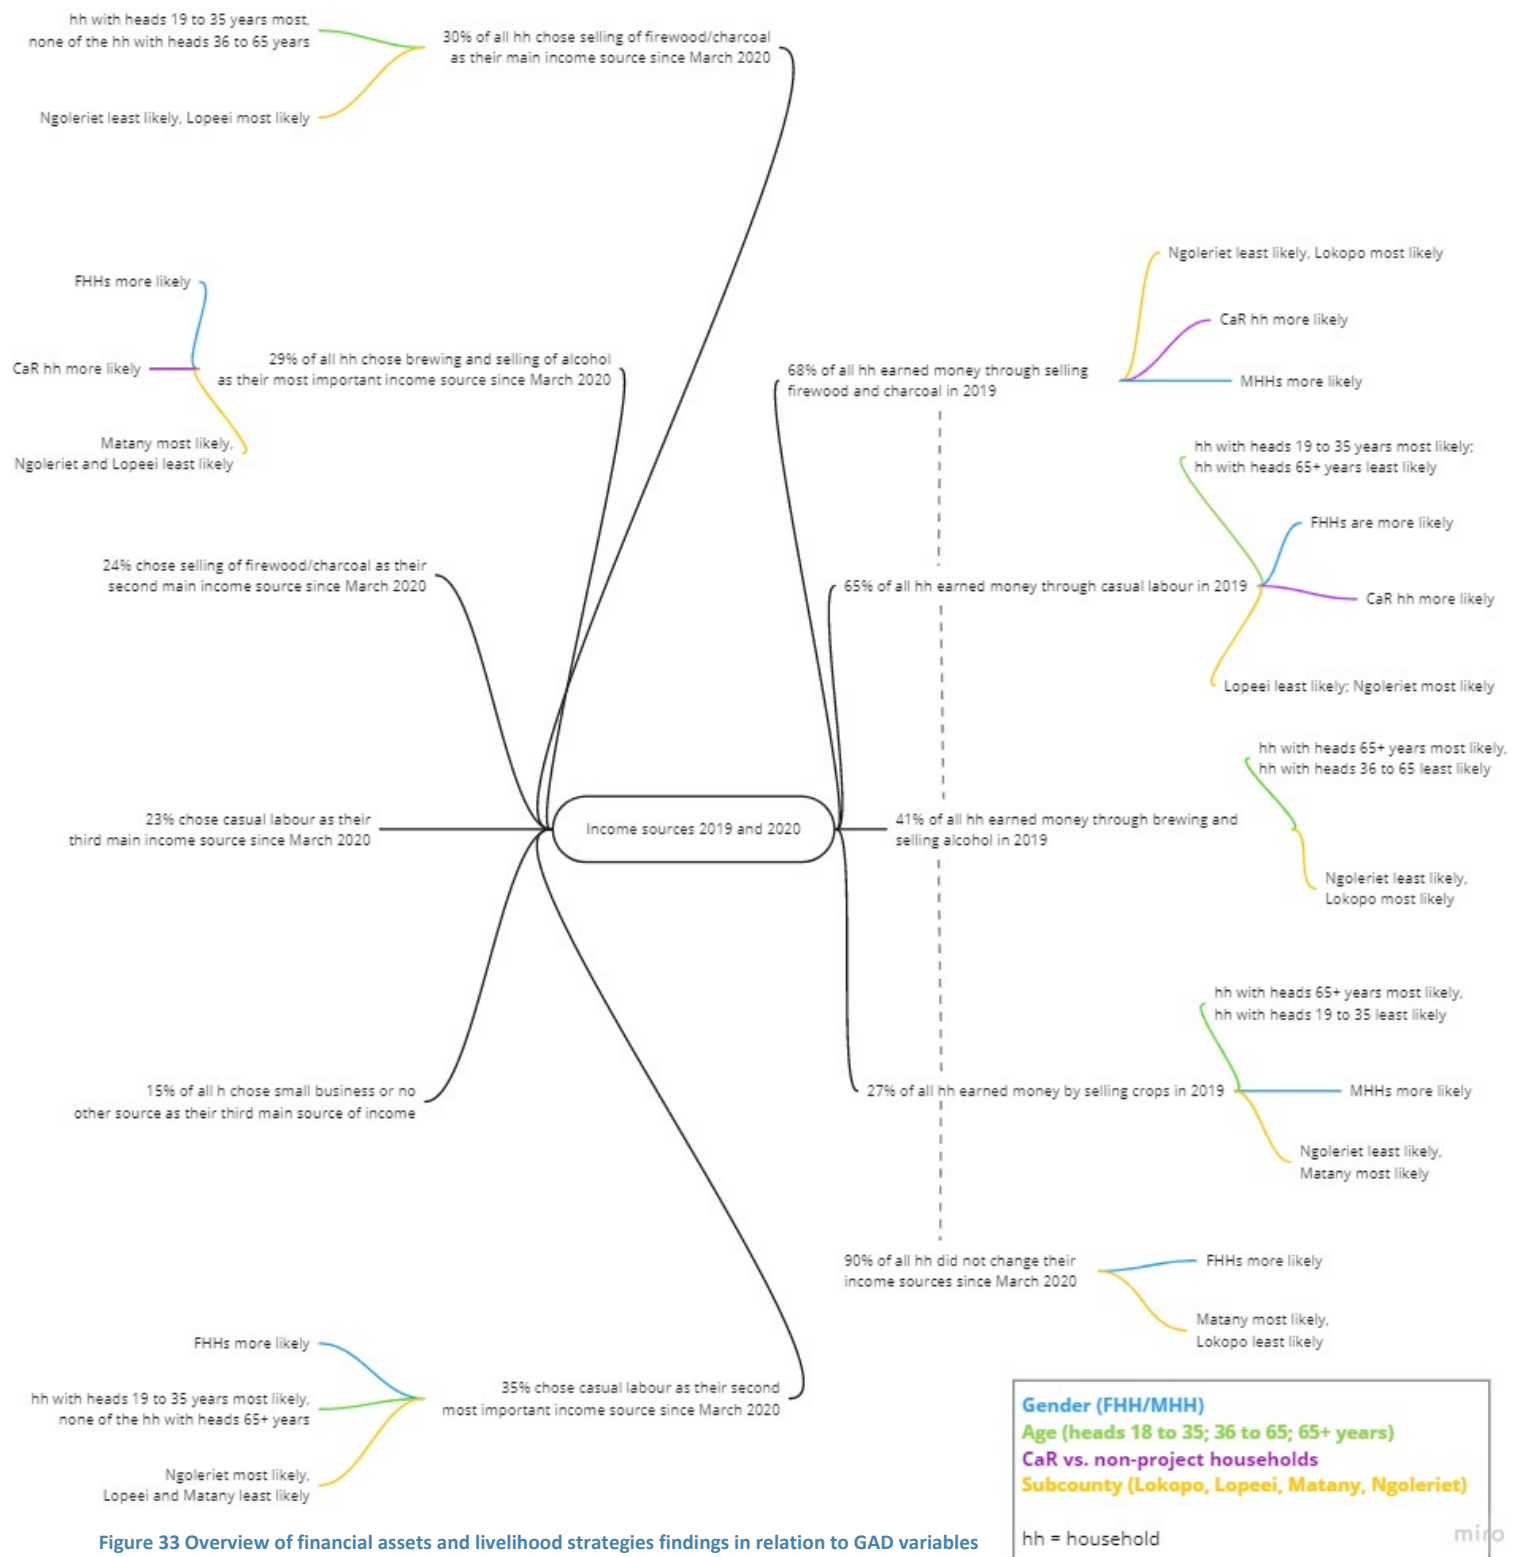 hh with heads 19 to 35 years most,
none of the hh with heads 36 to 65 years
30% of all hh chose selling of firewood/charcoal
as their main income source since March 2020
Ngoleriet least likely, Lopeei most likely
FHHs more likely
CaR hh more likely
29% of all hh chose brewing and selling of alcohol
as their most important income source since March 2020
Matany most likely,
Ngoleriet and Lopeei least likely
24% chose selling of firewood/charcoal as their
second main income source since March 2020
23% chose casual labour as their
third main income source since March 2020
15% of all h chose small business or no
other source as their third main source of income
FHHs more likely
hh with heads 19 to 35 years most likely,
none of the hh with heads 65+ years
35% chose casual labour as their second
most important income source since March 2020
Ngoleriet most likely,
Lopeei and Matany least likely
Income sources 2019 and 2020
Ngoleriet least likely, Lokopo most likely
CaR hh more likely
68% of all hh earned money through selling
firewood and charcoal in 2019
MHHs more likely
hh with heads 19 to 35 years most likely;
hh with heads 65+ years least likely
FHHs are more likely
65% of all hh earned money through casual labour in 2019
CaR hh more likely
Lopeei least likely; Ngoleriet most likely
hh with heads 65+ years most likely,
hh with heads 36 to 65 least likely
41% of all hh earned money through brewing and
selling alcohol in 2019
Ngoleriet least likely,
Lokopo most likely
hh with heads 65+ years most likely,
hh with heads 19 to 35 least likely
27% of all hh earned money by selling crops in 2019
MHHs more likely
Ngoleriet least likely,
Matany most likely
90% of all hh did not change their
income sources since March 2020
FHHs more likely
Matany most likely,
Lokopo least likely
Gender (FHH/MHH)
Age (heads 18 to 35; 36 to 65; 65+ years)
CaR vs. non-project households
Subcounty (Lokopo, Lopeei, Matany, Ngoleriet)
hh = household
miro
Figure 33 Overview of financial assets and livelihood strategies findings in relation to GAD variables